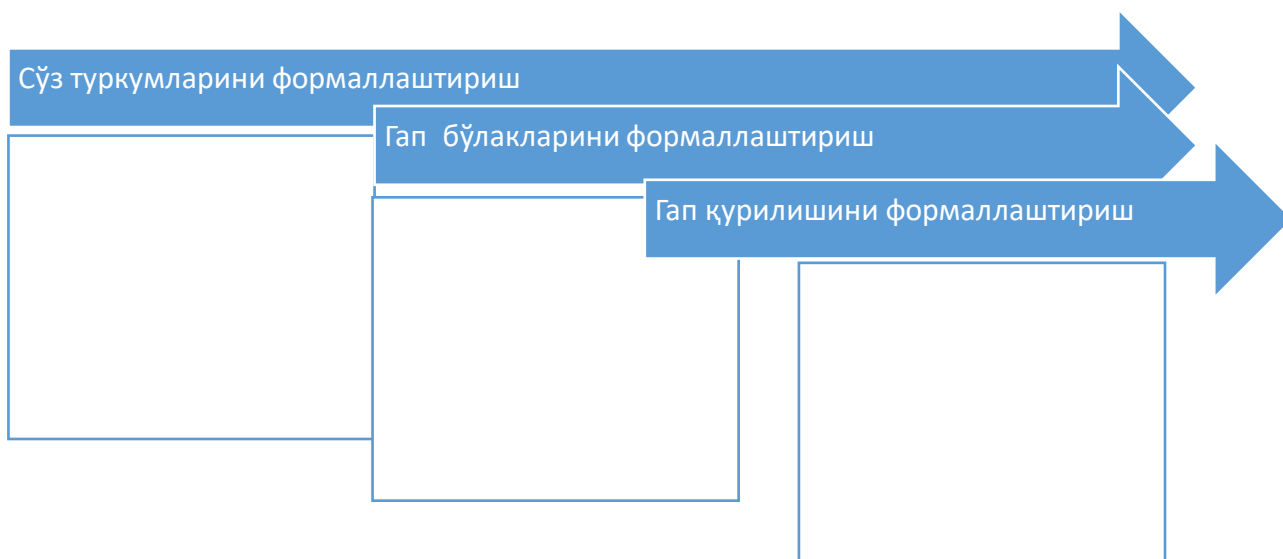 Сўз туркумларини формаллаштириш
Гап бўлакларини формаллаштириш
Гап қурилишини формаллаштириш